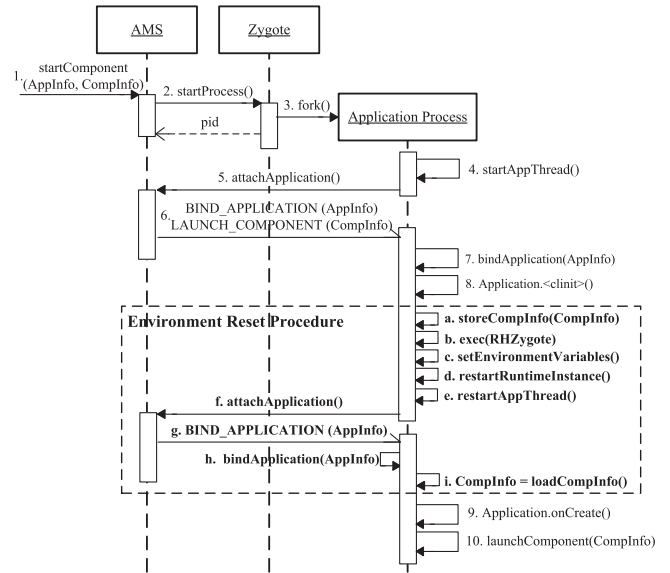 AMS
Zygote
startComponent
1.
(AppInfo, CompInfo)
2. startProcess()
3. fork()
pid
Application Process
4. startAppThread()
5. attachApplication()
6.
BIND_APPLICATION (AppInfo)
LAUNCH_COMPONENT (CompInfo)
7. bindApplication(AppInfo)
8. Application.<clinit>()
Environment Reset Procedure
a. storeCompInfo(CompInfo)
b. exec(RHZygote)
c. setEnvironmentVariables()
d. restartRuntimeInstance()
e. restartAppThread()
f. attachApplication()
g. BIND_APPLICATION (AppInfo)
h. bindApplication(AppInfo)
i. CompInfo = loadCompInfo()
9. Application.onCreate()
10. launchComponent(CompInfo)